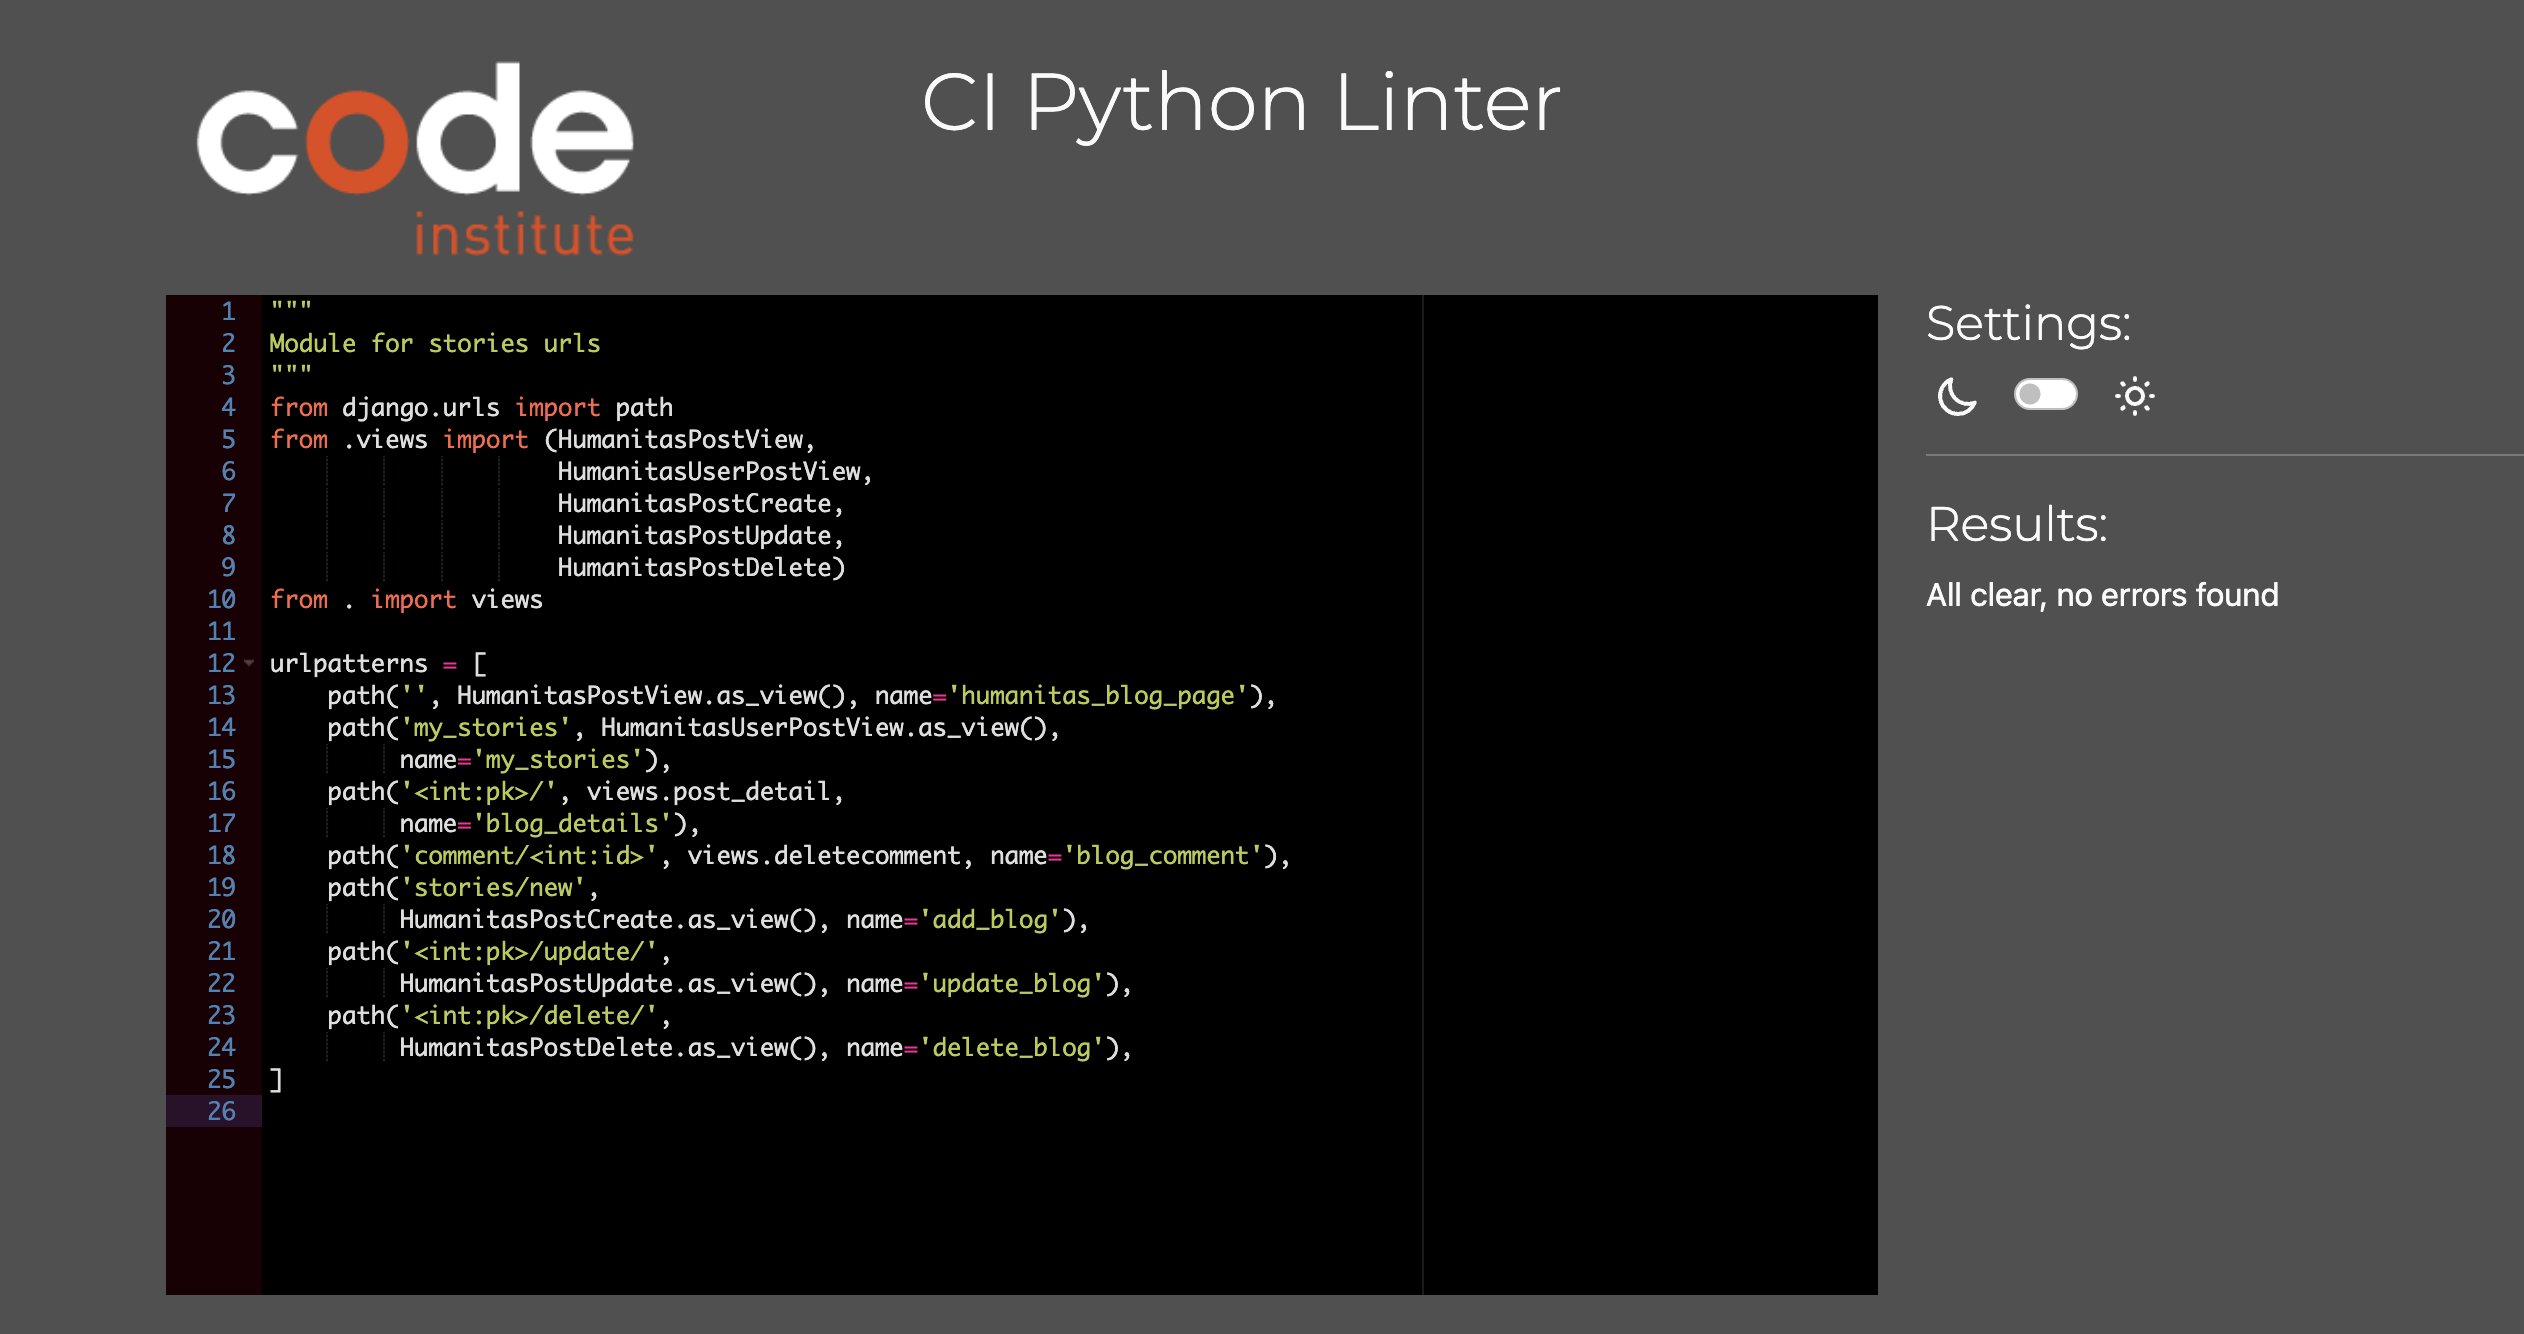 code
institute
CI Python Linter
1 """
2 Module for stories urls
3 """
4 from django.urls import path
5 from .views import (HumanitasPostView,
6                     HumanitasUserPostView,
7                     HumanitasPostCreate,
8                     HumanitasPostUpdate,
9                     HumanitasPostDelete)
10 from . import views
11
12 urlpatterns = [
13     path('', HumanitasPostView.as_view(), name='humanitas_blog_page'),
14     path('my_stories', HumanitasUserPostView.as_view(),
15          name='my_stories'),
16     path('<int:pk>/', views.post_detail,
17          name='blog_details'),
18     path('comment/<int:id>', views.deletecomment, name='blog_comment'),
19     path('stories/new',
20          HumanitasPostCreate.as_view(), name='add_blog'),
21     path('<int:pk>/update/',
22          HumanitasPostUpdate.as_view(), name='update_blog'),
23     path('<int:pk>/delete/',
24          HumanitasPostDelete.as_view(), name='delete_blog'),
25 ]
26
Settings:
Results:
All clear, no errors found